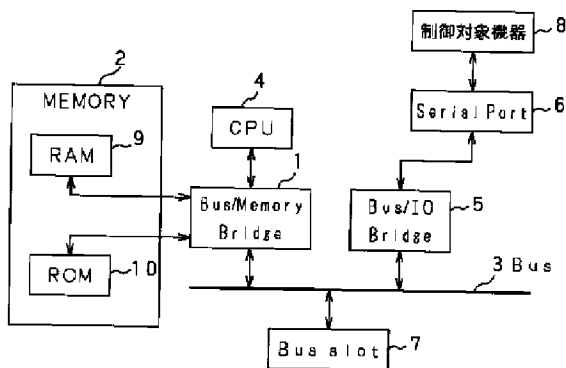 制御対象機器
8
2
4
MEMORY
CPU
Serial Port
6
9
RAM
1
Bus/Memory
Bridge
Bus/IO
Bridge
5
ROM
10
3 Bus
Bus slot
7